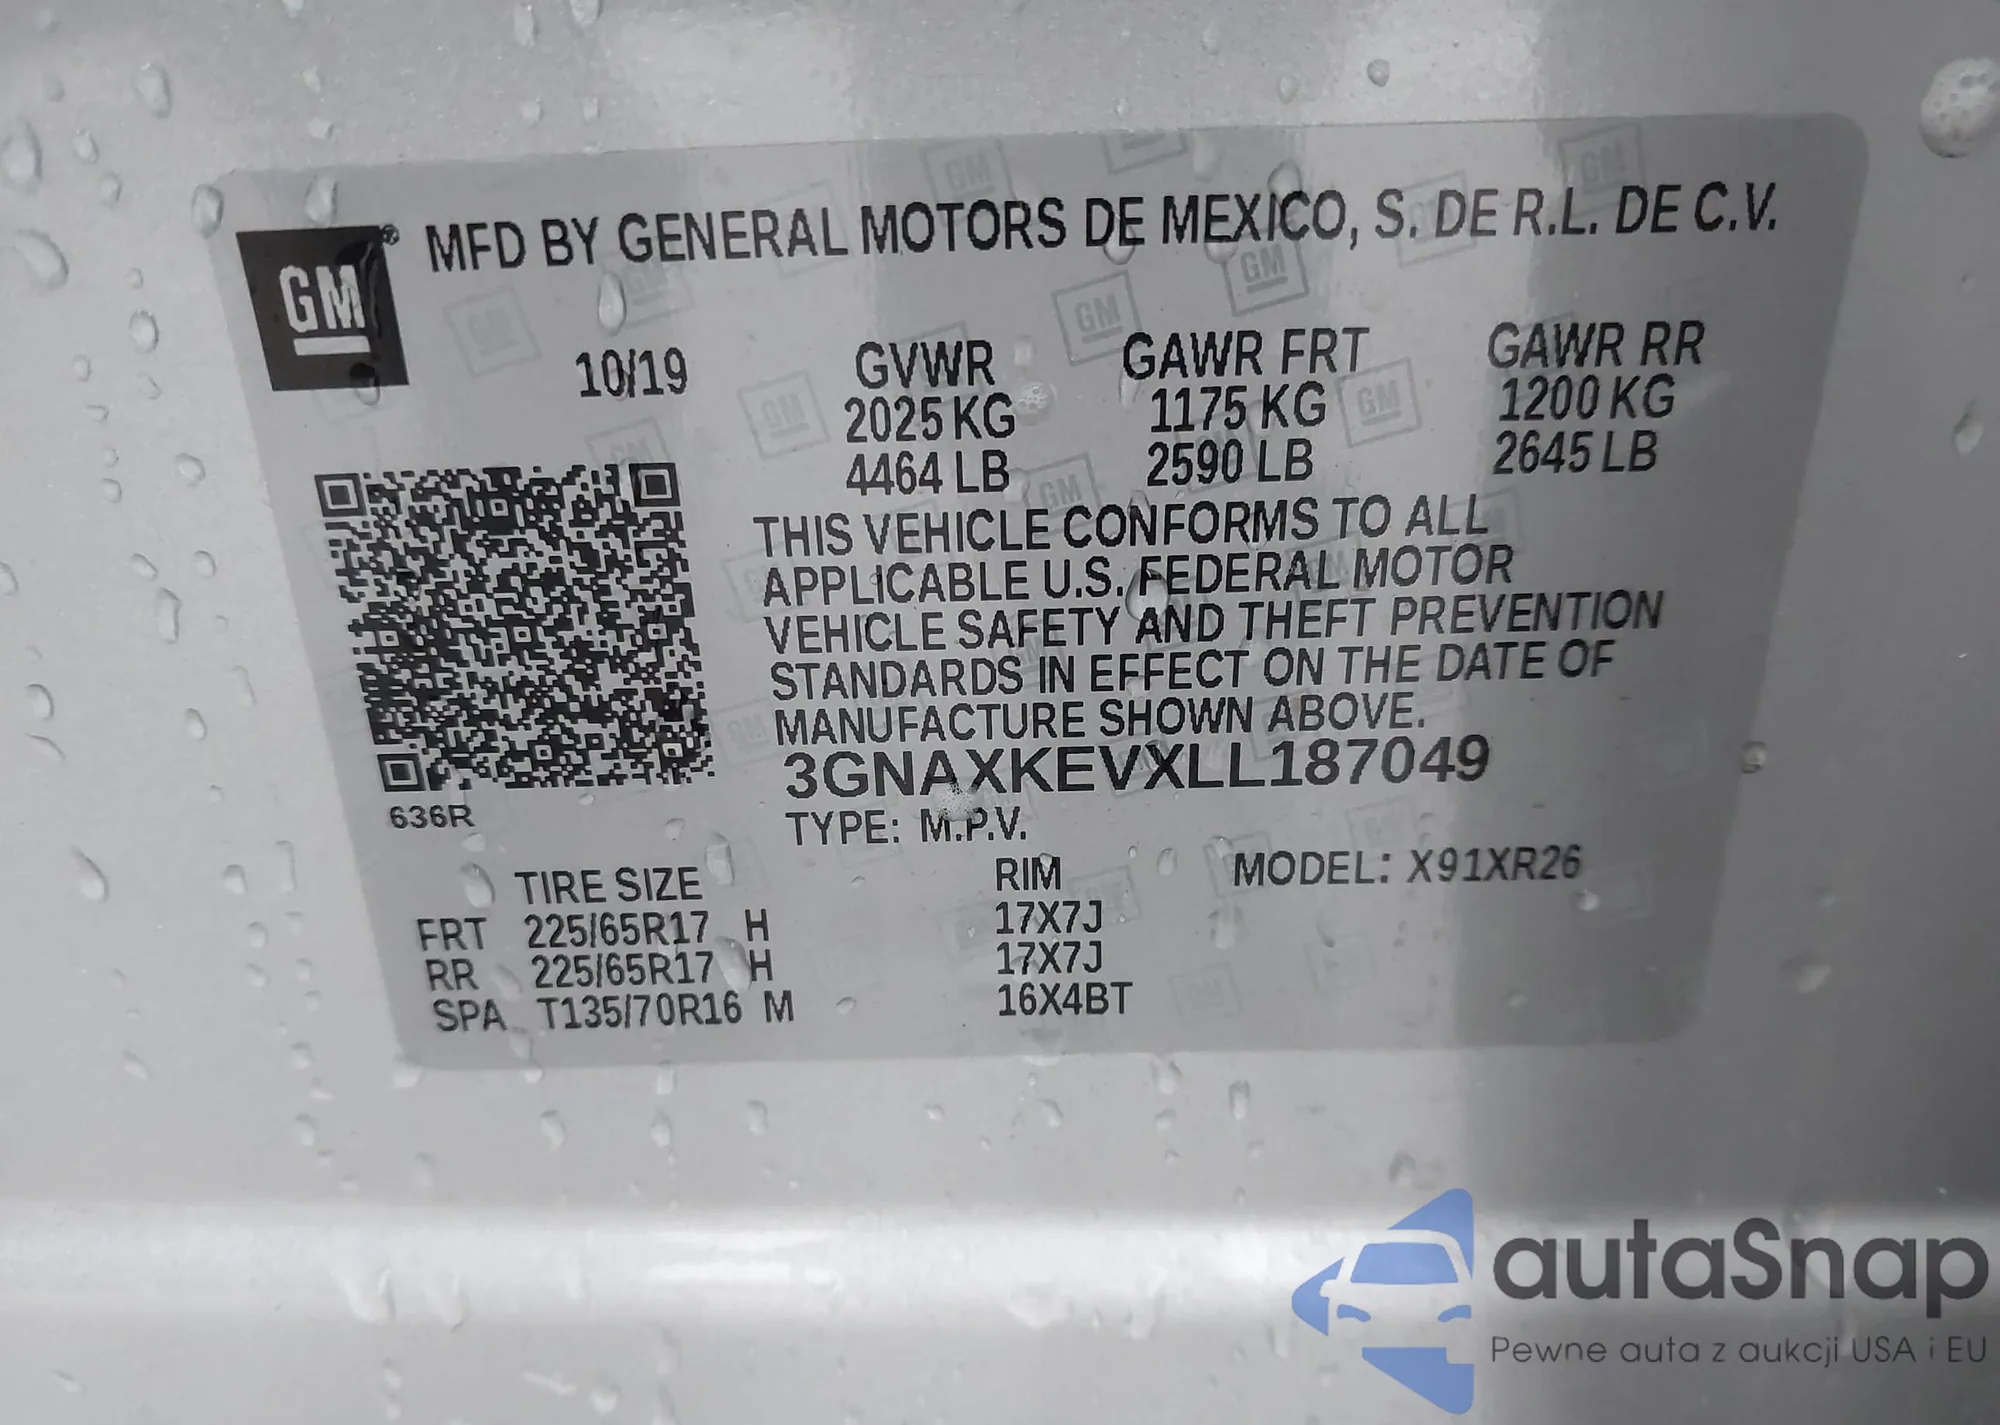 GM® MFD BY GENERAL MOTORS DE MEXICO, S. DE R.L. DE C.V.
10/19 GVWR GAWR FRT GAWR RR
2025 KG 1175 KG 1200 KG
4464 LB 2590 LB 2645 LB
THIS VEHICLE CONFORMS TO ALL
APPLICABLE U.S. FEDERAL MOTOR
VEHICLE SAFETY AND THEFT PREVENTION
STANDARDS IN EFFECT ON THE DATE OF
MANUFACTURE SHOWN ABOVE.
3GNAXKEVXLL187049
636R
TYPE: M.P.V.
TIRE SIZE RIM MODEL: X91XR26
FRT 225/65R17 H 17X7J
RR 225/65R17 H 17X7J
SPA T135/70R16 M 16X4BT
autaSnap
Pewne auta z aukcji USA i EU